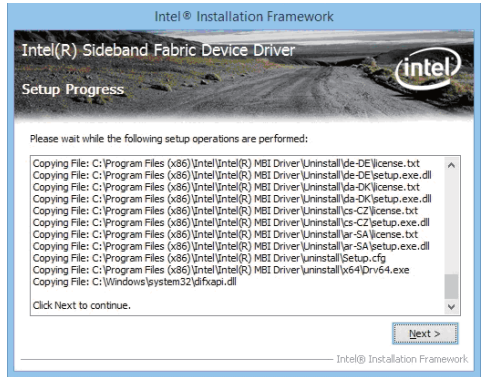 Intel® Installation Framework
Intel(R) Sideband Fabric Device Driver
intel
Setup Progress
Please wait while the following setup operations are performed:
Copying File: C:\Program Files (x86)\Intel\Intel(R) MBI Driver\Uninstall\de-DE\license.txt
Copying File: C:\Program Files (x86)\Intel\Intel(R) MBI Driver\Uninstall\de-DE\setup.exe.dll
Copying File: C:\Program Files (x86)\Intel\Intel(R) MBI Driver\Uninstall\da-DK\license.txt
Copying File: C:\Program Files (x86)\Intel\Intel(R) MBI Driver\Uninstall\da-DK\setup.exe.dll
Copying File: C:\Program Files (x86)\Intel\Intel(R) MBI Driver\Uninstall\cs-CZ\license.txt
Copying File: C:\Program Files (x86)\Intel\Intel(R) MBI Driver\Uninstall\cs-CZ\setup.exe.dll
Copying File: C:\Program Files (x86)\Intel\Intel(R) MBI Driver\Uninstall\ar-SA\license.txt
Copying File: C:\Program Files (x86)\Intel\Intel(R) MBI Driver\Uninstall\ar-SA\setup.exe.dll
Copying File: C:\Program Files (x86)\Intel\Intel(R) MBI Driver\uninstall\Setup.cfg
Copying File: C:\Program Files (x86)\Intel\Intel(R) MBI Driver\uninstall\x64\Drv64.exe
Copying File: C:\Windows\system32\difxapi.dll
Click Next to continue.
Next >
Intel® Installation Framework